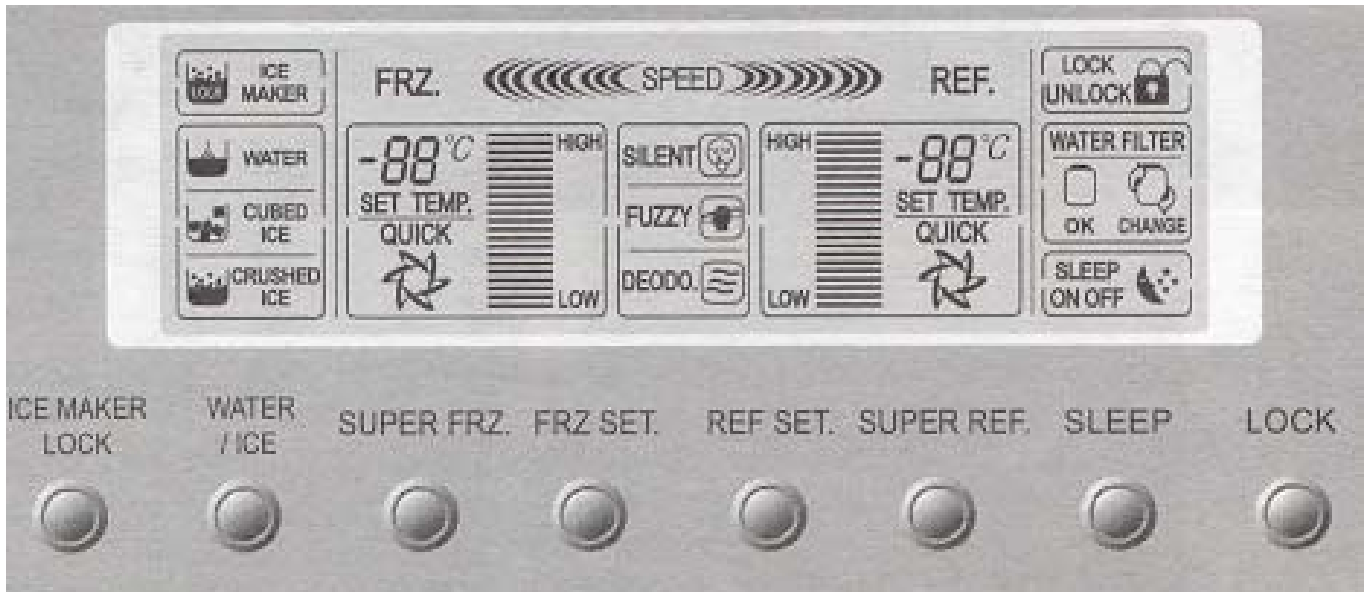 ICE
MAKER
LOCK
WATER
CUBED
ICE
CRUSHED
ICE
FRZ.
SPEED
REF.
-88°C
SET TEMP.
QUICK
HIGH
LOW
SILENT
FUZZY
DEODO.
HIGH
LOW
-88°C
SET TEMP.
QUICK
LOCK
UNLOCK
WATER FILTER
OK CHANGE
SLEEP
ON OFF
ICE MAKER
LOCK
WATER
/ ICE
SUPER FRZ.
FRZ SET.
REF SET.
SUPER REF.
SLEEP
LOCK